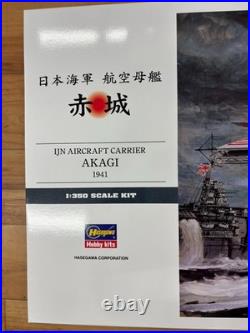 日本海軍 航空母艦
赤城
IJN AIRCRAFT CARRIER
AKAGI
1941
1:350 SCALE KIT
Hasegawa
Hobby kits
HASEGAWA CORPORATION